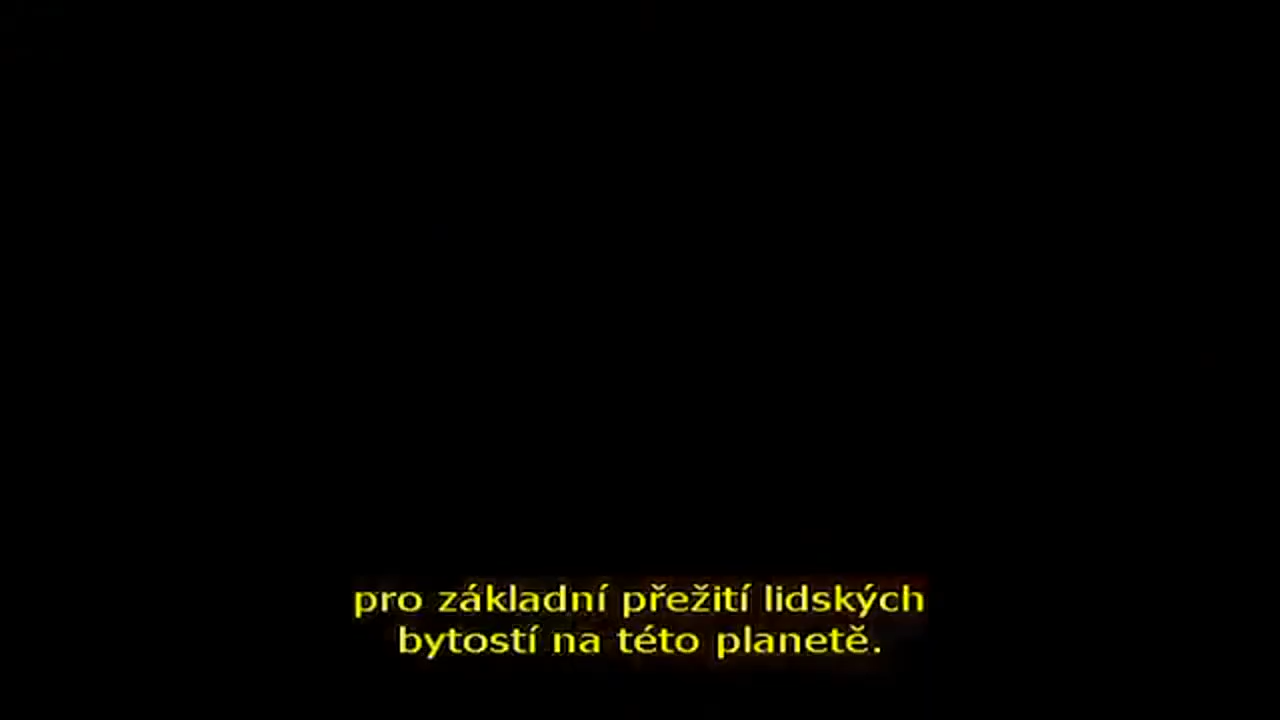 pro základní přežití lidských
bytostí na této planetě.